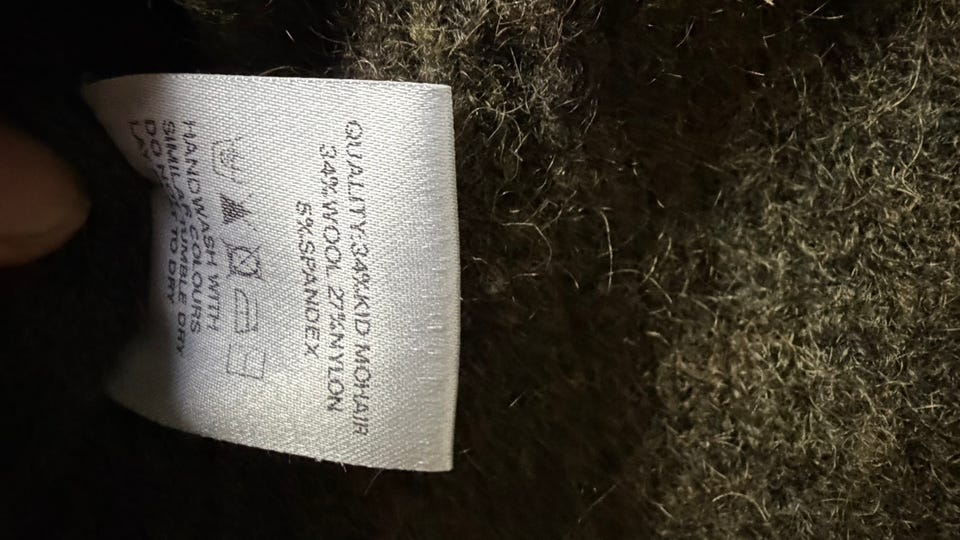 QUALITY:34%KID MOHAIR
34%WOOL 27%NYLON
5%SPANDEX
HAND WASH WITH
SIMILAR COLOURS
DO NOT TUMBLE DRY
LAY TO DRY